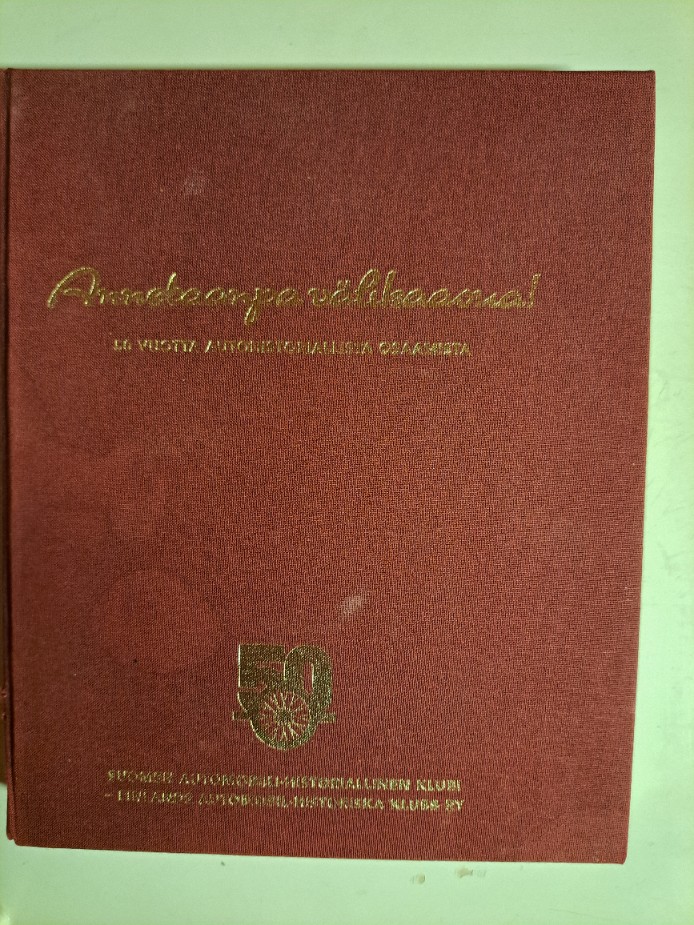 Annetaanpa välikaasua!
50 VUOTTA AUTOHISTORIALLISTA OSAAMISTA
50
SUOMEN AUTOMOBIILI-HISTORIALLINEN KLUBI
– FINLANDS AUTOMOBIL-HISTORISKA KLUBB RY